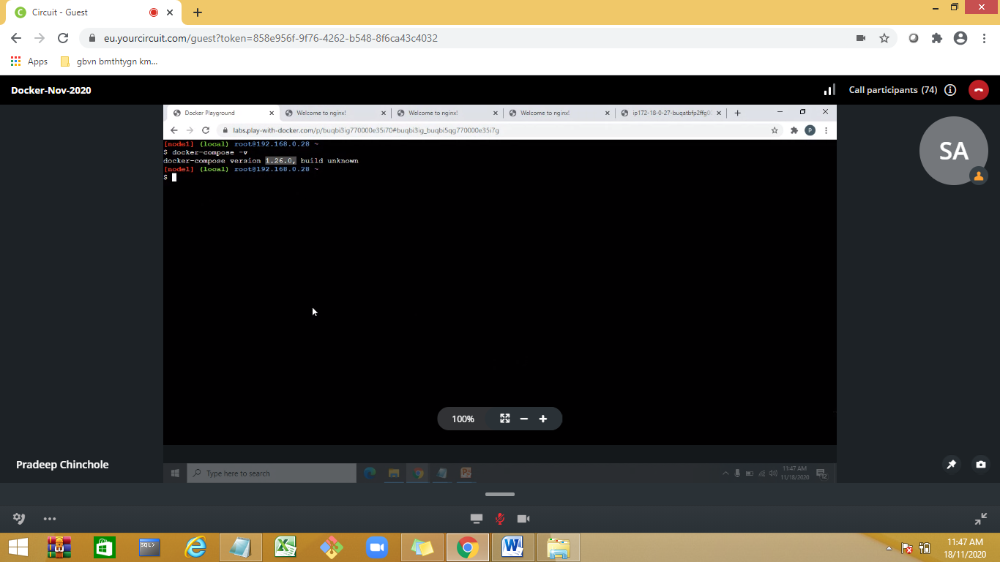 Circuit - Guest
eu.yourcircuit.com/guest?token=858e956f-9f76-4262-b548-8f6ca43c4032
Apps
gbvn bmthtygn km...
Docker-Nov-2020
Call participants (74)
Docker Playground
Welcome to nginx!
Welcome to nginx!
Welcome to nginx!
ip172-18-0-27-buqatbfp2ffg0
labs.play-with-docker.com/p/buqbi3ig770000e35i70#buqbi3ig_buqbi5qg770000e35i7g
P
[node1] (local) root@192.168.0.28 ~
$ docker-compose -v
docker-compose version 1.26.0, build unknown
[node1] (local) root@192.168.0.28 ~
$
SA
100%
Pradeep Chinchole
Type here to search
11:47 AM
11/18/2020
12
SQL>
11:47 AM
18/11/2020